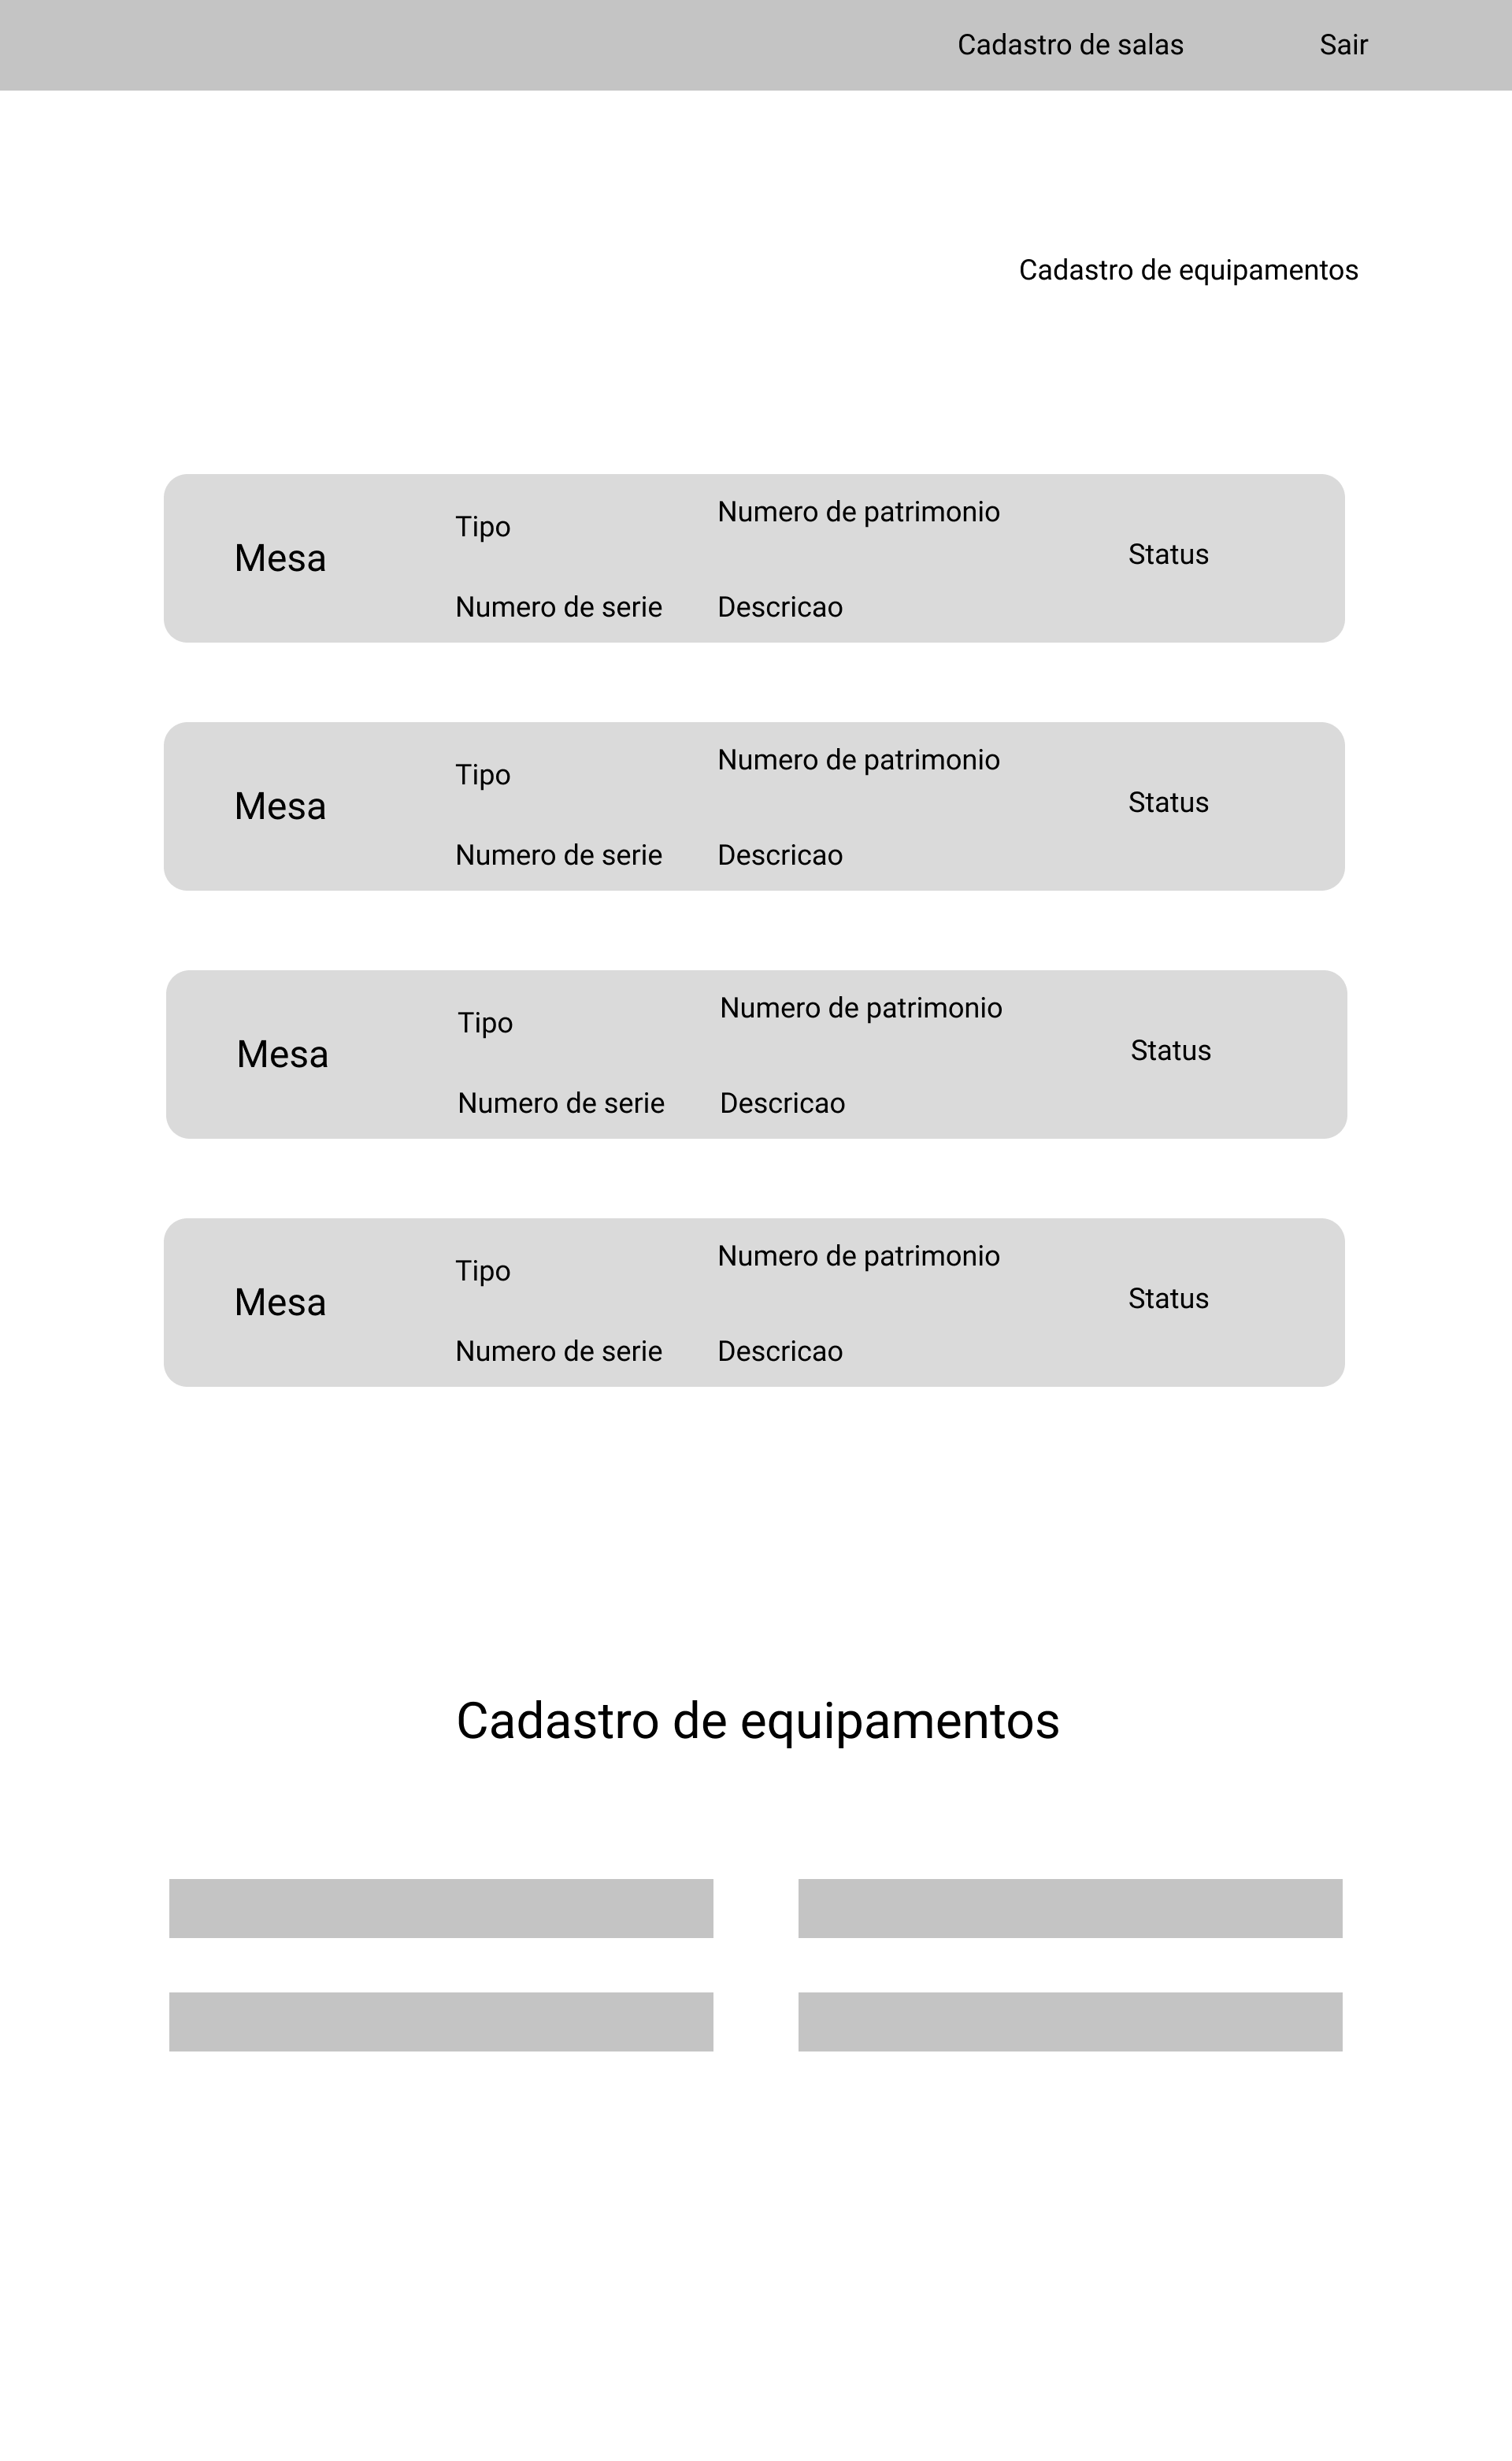 Cadastro de salas Sair
Cadastro de equipamentos
Mesa
Tipo
Numero de patrimonio
Numero de serie
Descricao
Status
Mesa
Tipo
Numero de patrimonio
Numero de serie
Descricao
Status
Mesa
Tipo
Numero de patrimonio
Numero de serie
Descricao
Status
Mesa
Tipo
Numero de patrimonio
Numero de serie
Descricao
Status
Cadastro de equipamentos